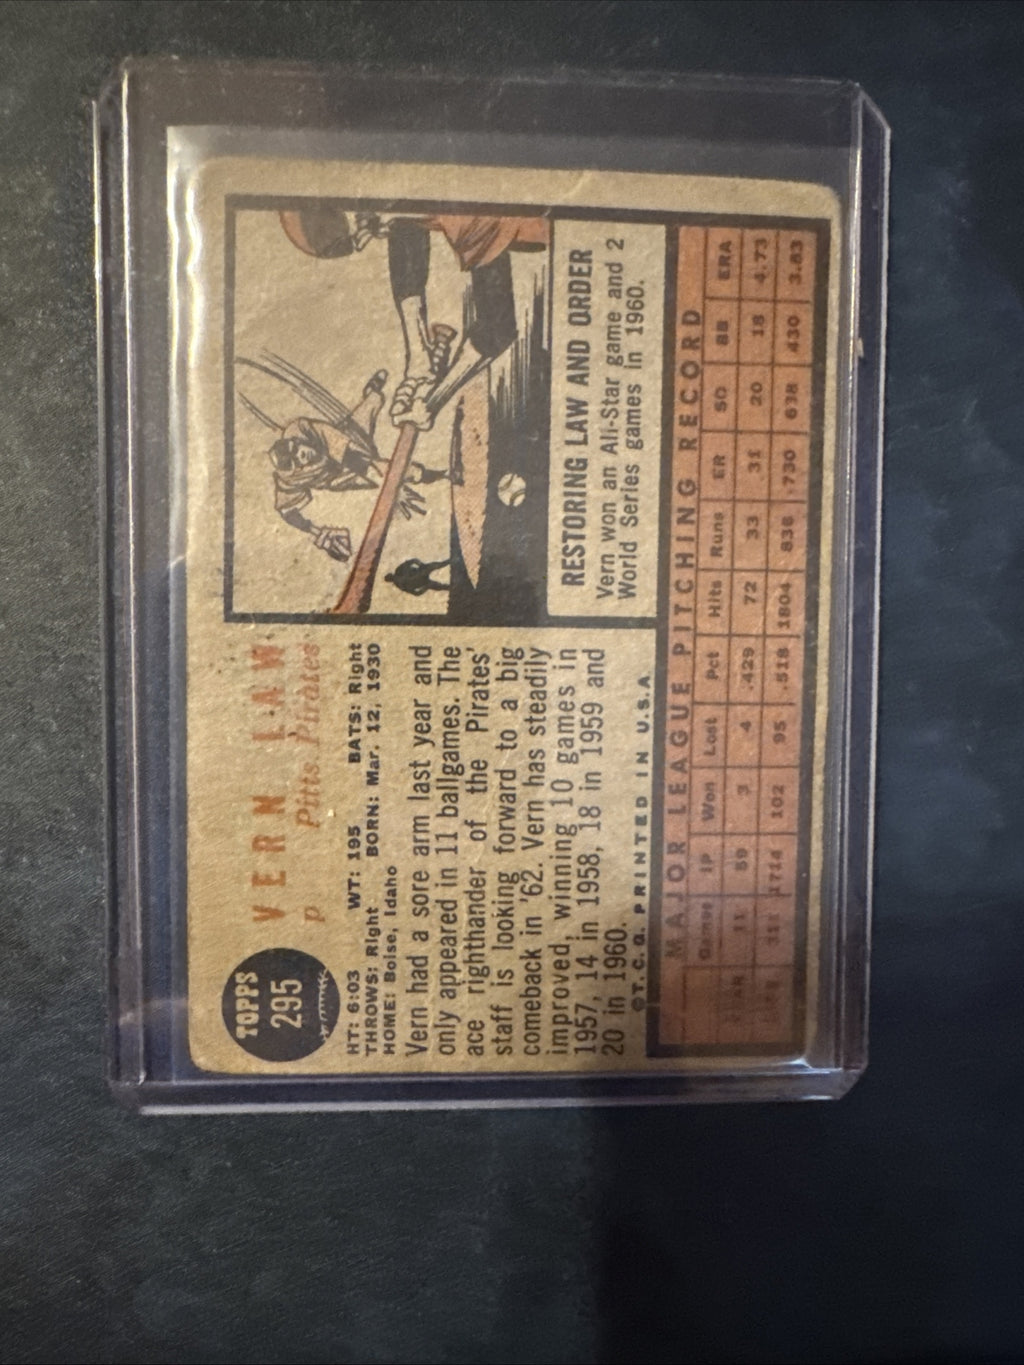 TOPPS
295
VERN LAW
P Pitts. Pirates
HT: 6:03 WT: 195 BATS: Right
THROWS: Right BORN: Mar. 12, 1930
HOME: Boise, Idaho
Vern had a sore arm last year and
only appeared in 11 ballgames. The
ace righthander of the Pirates'
staff is looking forward to a big
comeback in '62. Vern has steadily
improved, winning 10 games in
1957, 14 in 1958, 18 in 1959 and
20 in 1960.
©T.C.G. PRINTED IN U.S.A.
RESTORING LAW AND ORDER
Vern won an All-Star game and 2
World Series games in 1960.
MAJOR LEAGUE PITCHING RECORD
Games IP Won Lost Pct Hits Runs ER SO BB ERA
YEAR 11 59 3 4 .429 72 33 31 20 18 4.73
LIFE 1714 102 95 .518 1804 838 730 638 430 3.83